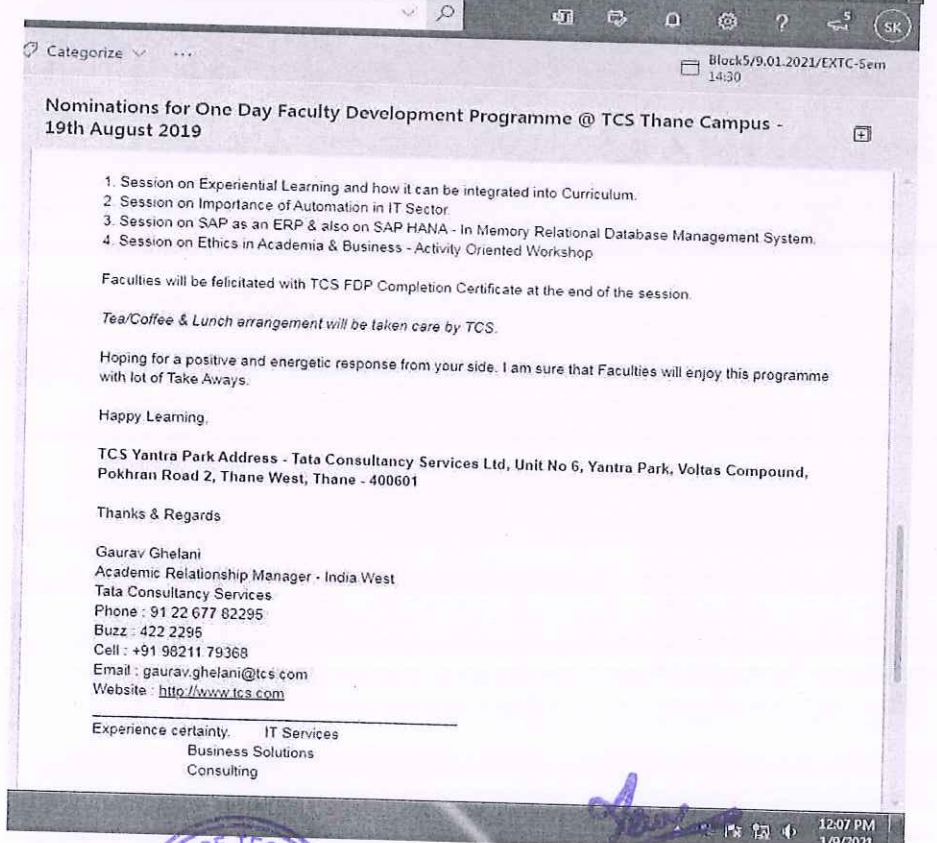 Categorize ...
5
SK
Block5/9.01.2021/EXTC-Sem
14:30
Nominations for One Day Faculty Development Programme @ TCS Thane Campus -
19th August 2019
1. Session on Experiential Learning and how it can be integrated into Curriculum.
2. Session on Importance of Automation in IT Sector.
3. Session on SAP as an ERP & also on SAP HANA - In Memory Relational Database Management System.
4. Session on Ethics in Academia & Business - Activity Oriented Workshop
Faculties will be felicitated with TCS FDP Completion Certificate at the end of the session.
Tea/Coffee & Lunch arrangement will be taken care by TCS.
Hoping for a positive and energetic response from your side. I am sure that Faculties will enjoy this programme
with lot of Take Aways.
Happy Learning,
TCS Yantra Park Address - Tata Consultancy Services Ltd, Unit No 6, Yantra Park, Voltas Compound,
Pokhran Road 2, Thane West, Thane - 400601
Thanks & Regards
Gaurav Ghelani
Academic Relationship Manager - India West
Tata Consultancy Services
Phone : 91 22 677 82295
Buzz : 422 2295
Cell : +91 98211 79368
Email : gaurav.ghelani@tcs.com
Website : http://www.tcs.com
Experience certainty. IT Services
Business Solutions
Consulting
12:07 PM
1/9/2021